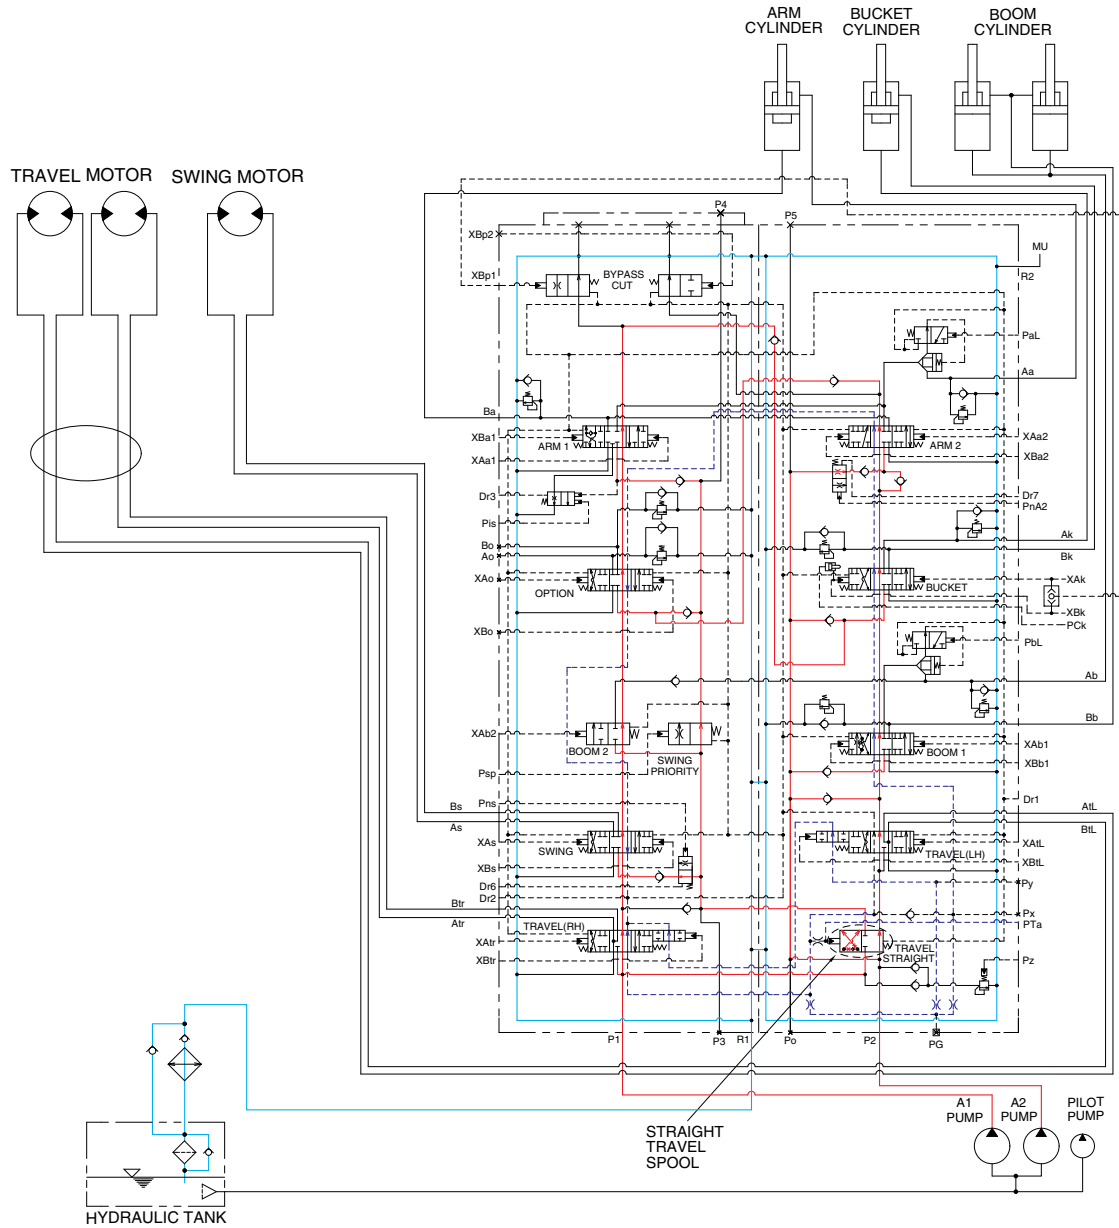 ARM
CYLINDER
BUCKET
CYLINDER
BOOM
CYLINDER
TRAVEL MOTOR
SWING MOTOR
P4
P5
XBp2
MU
XBp1
BYPASS
CUT
R2
PaL
Aa
Ba
XBa1
ARM 1
ARM 2
XAa2
XAa1
XBa2
Dr3
Dr7
PnA2
Pis
Ak
Bo
Ao
Bk
XAo
OPTION
BUCKET
XAk
XBk
PCk
XBo
PbL
Ab
Bb
XAb2
BOOM 2
SWING
PRIORITY
BOOM 1
XAb1
XBb1
Psp
Pns
Dr1
Bs
AtL
As
BtL
XAs
SWING
TRAVEL(LH)
XAtL
XBs
XBtL
Dr6
Py
Dr2
Btr
Px
Atr
TRAVEL(RH)
PTa
XAtr
TRAVEL
STRAIGHT
XBtr
Pz
P1
P3
R1
Po
P2
PG
A1
PUMP
A2
PUMP
PILOT
PUMP
STRAIGHT
TRAVEL
SPOOL
HYDRAULIC TANK